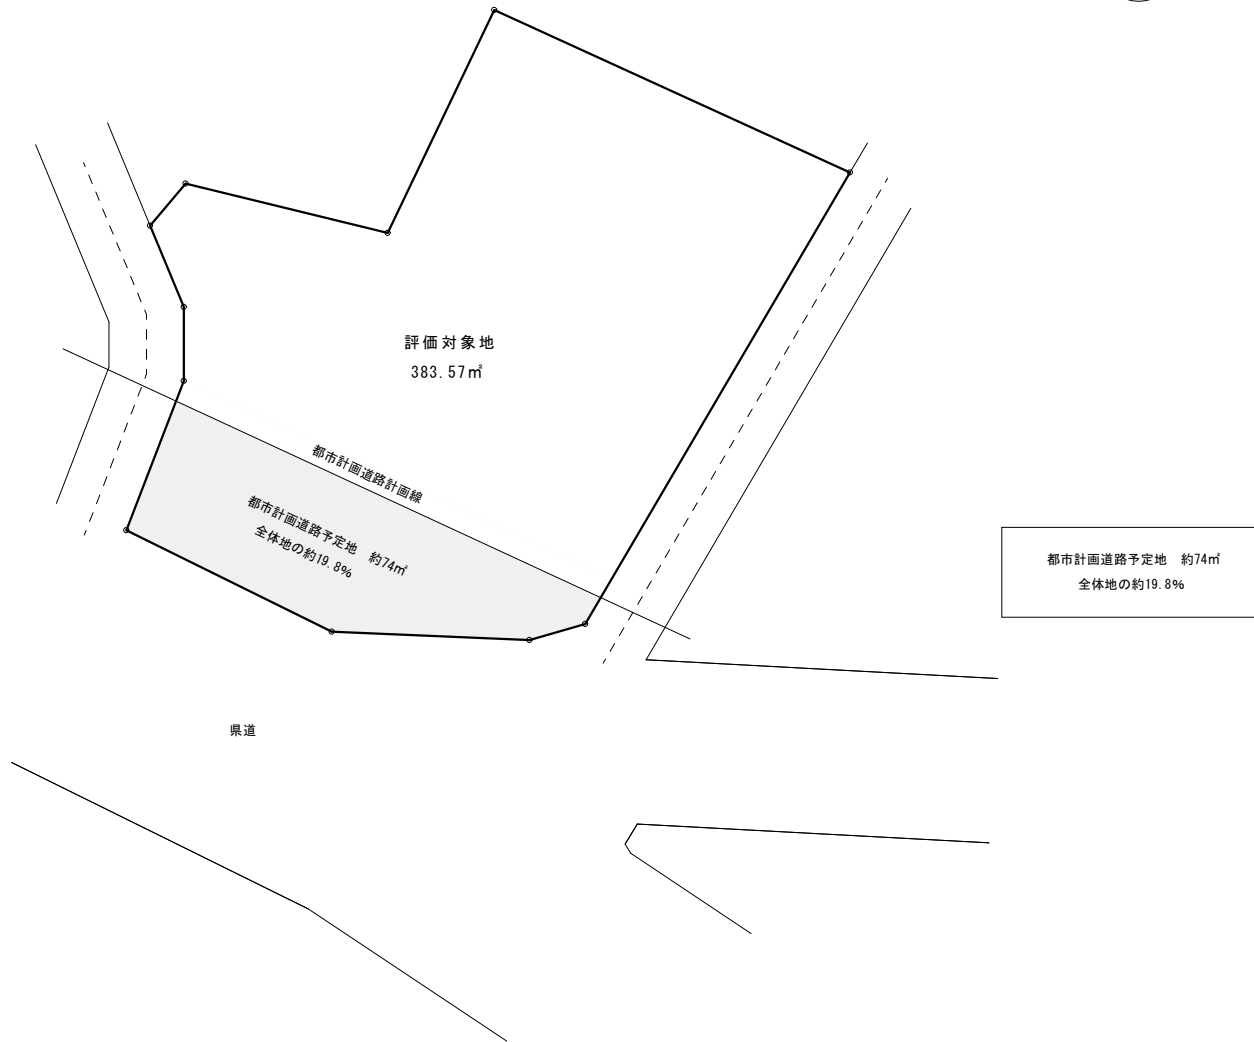 評価対象地
383.57㎡
都市計画道路計画線
都市計画道路予定地　約74㎡
全体地の約19.8%
都市計画道路予定地　約74㎡
全体地の約19.8%
県道